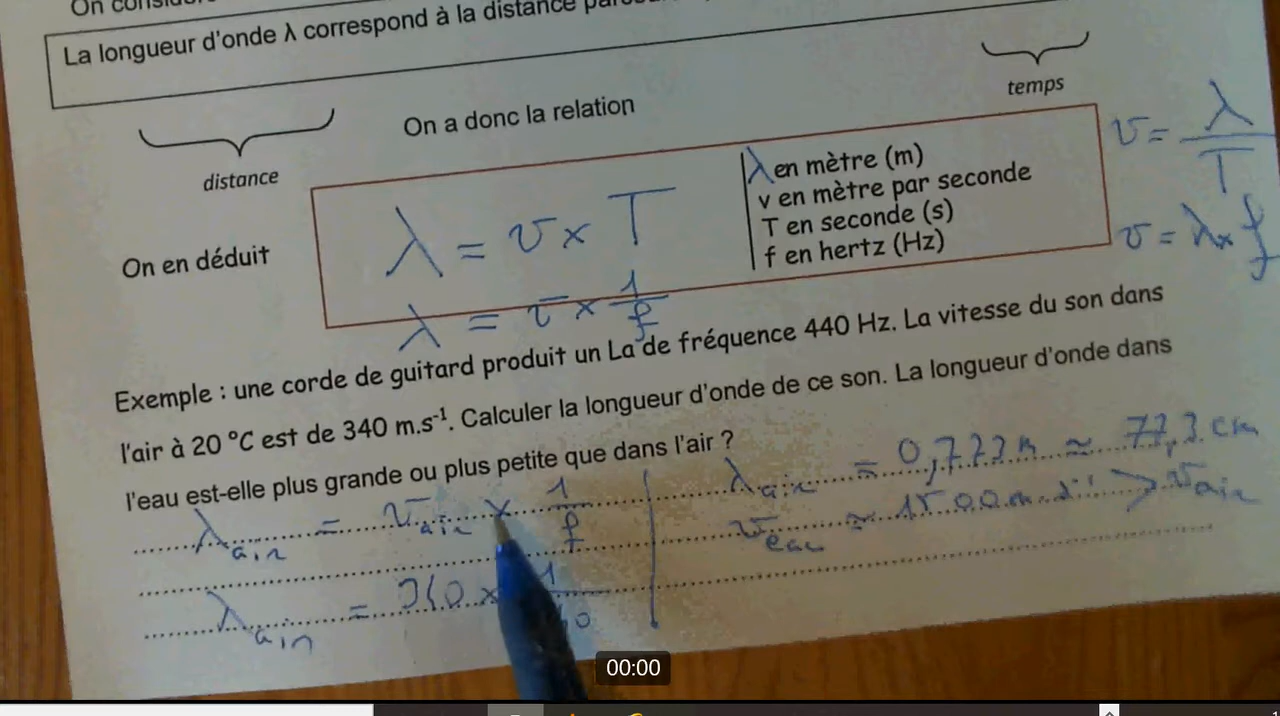 On
La longueur d'onde λ correspond à la distance
temps
On a donc la relation
distance
λ en mètre (m)
v en mètre par seconde
T en seconde (s)
f en hertz (Hz)
v = λ/T
v = λ × f
On en déduit
λ = v × T
λ = v × 1/f
Exemple : une corde de guitard produit un La de fréquence 440 Hz. La vitesse du son dans
l'air à 20 °C est de 340 m.s⁻¹. Calculer la longueur d'onde de ce son. La longueur d'onde dans
l'eau est-elle plus grande ou plus petite que dans l'air ?
λair = vair × 1/f
λair = 340 × 1/
λair = 0,773 m ≈ 77,3 cm
veau ≈ 1500 m.s⁻¹ > vair
00:00